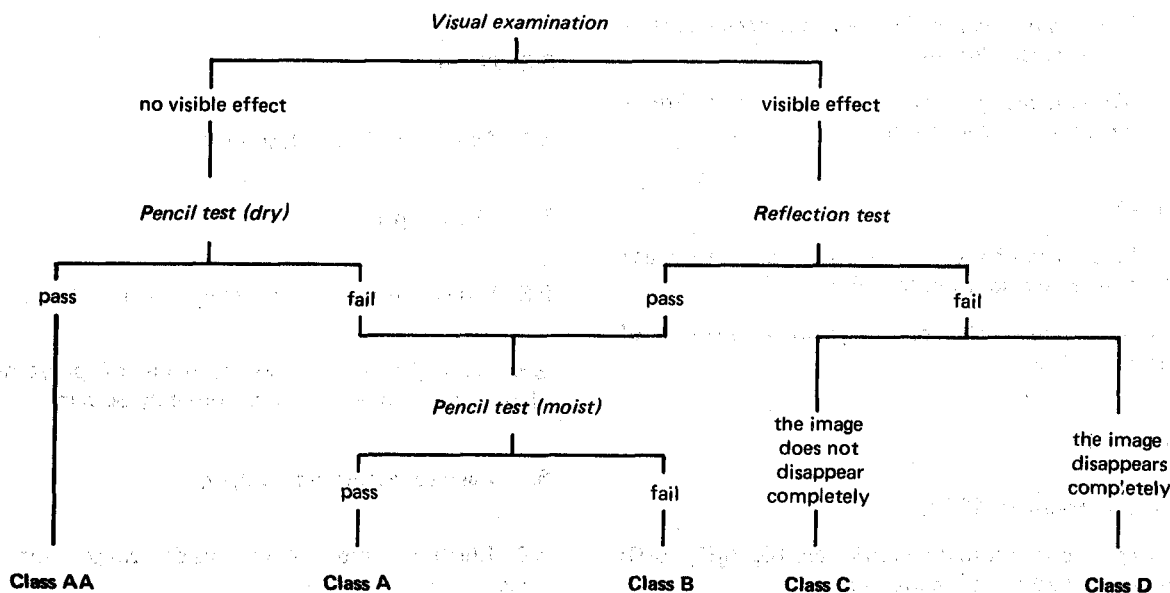 Visual examination
no visible effect
visible effect
Pencil test (dry)
Reflection test
pass
fail
pass
fail
Pencil test (moist)
pass
fail
the image
does not
disappear
completely
the image
disappears
completely
Class AA
Class A
Class B
Class C
Class D